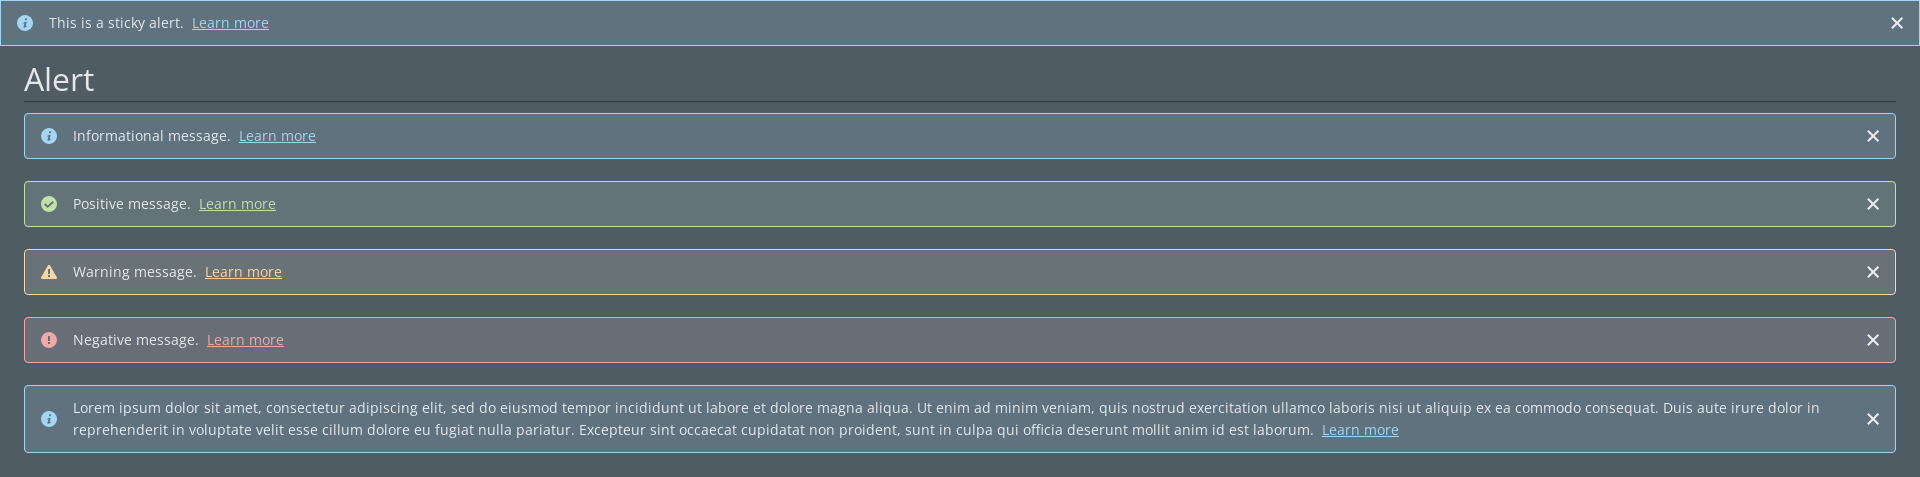 This is a sticky alert. Learn more
Alert
Informational message. Learn more
Positive message. Learn more
Warning message. Learn more
Negative message. Learn more
Lorem ipsum dolor sit amet, consectetur adipiscing elit, sed do eiusmod tempor incididunt ut labore et dolore magna aliqua. Ut enim ad minim veniam, quis nostrud exercitation ullamco laboris nisi ut aliquip ex ea commodo consequat. Duis aute irure dolor in
reprehenderit in voluptate velit esse cillum dolore eu fugiat nulla pariatur. Excepteur sint occaecat cupidatat non proident, sunt in culpa qui officia deserunt mollit anim id est laborum. Learn more